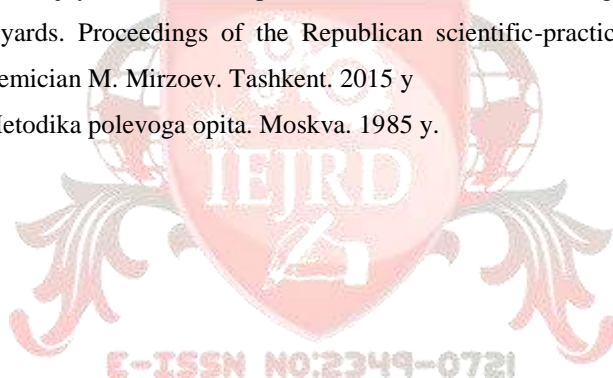 yards. Proceedings of the Republican scientific-practic
emician M. Mirzoev. Tashkent. 2015 y
Metodika polevoga opita. Moskva. 1985 y.
IEJRD
E-ISSN NO:2349-0721